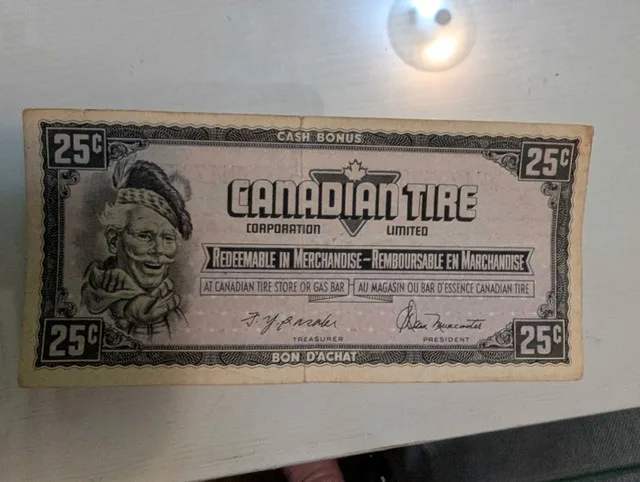 CASH BONUS
25¢ 25¢
CANADIAN TIRE
CORPORATION LIMITED
REDEEMABLE IN MERCHANDISE - REMBOURSABLE EN MARCHANDISE
AT CANADIAN TIRE STORE OR GAS BAR AU MAGASIN OU BAR D'ESSENCE CANADIAN TIRE
TREASURER PRESIDENT
25¢ 25¢
BON D'ACHAT